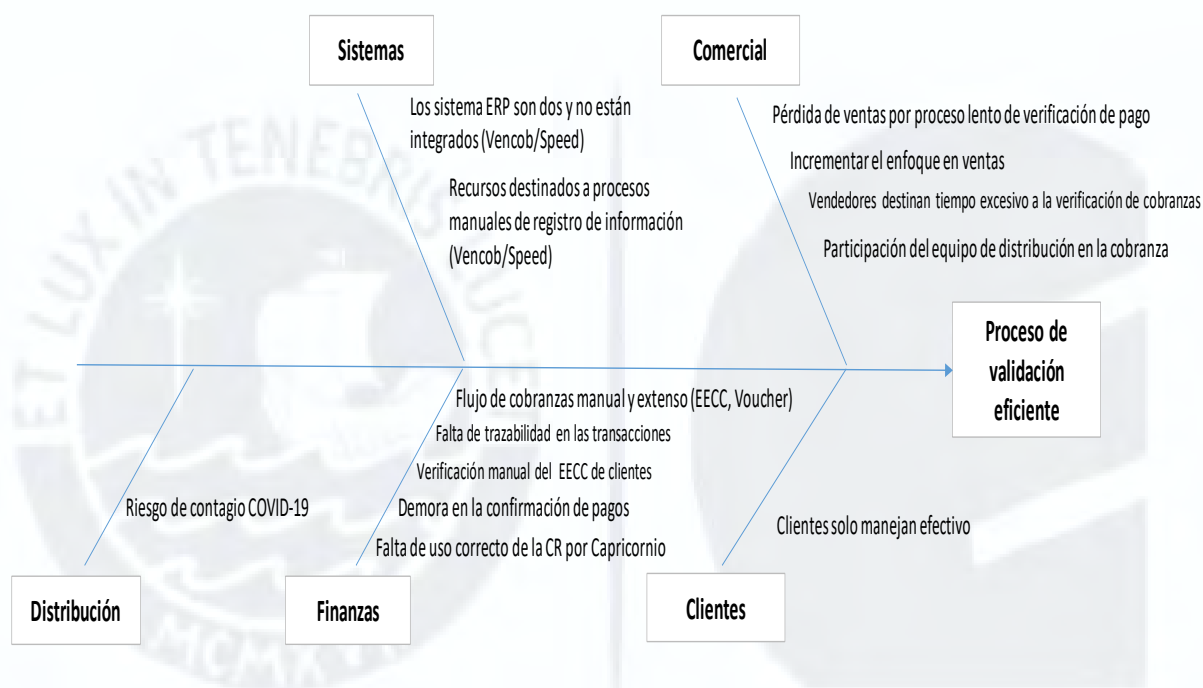 Sistemas
Comercial
Los sistema ERP son dos y no están
integrados (Vencob/Speed)
Recursos destinados a procesos
manuales de registro de información
(Vencob/Speed)
Pérdida de ventas por proceso lento de verificación de pago
Incrementar el enfoque en ventas
Vendedores destinan tiempo excesivo a la verificación de cobranzas
Participación del equipo de distribución en la cobranza
Proceso de
validación
eficiente
Flujo de cobranzas manual y extenso (EECC, Voucher)
Falta de trazabilidad en las transacciones
Verificación manual del EECC de clientes
Demora en la confirmación de pagos
Falta de uso correcto de la CR por Capricornio
Riesgo de contagio COVID-19
Clientes solo manejan efectivo
Distribución
Finanzas
Clientes
ET LUX IN TENEBRIS LUCET